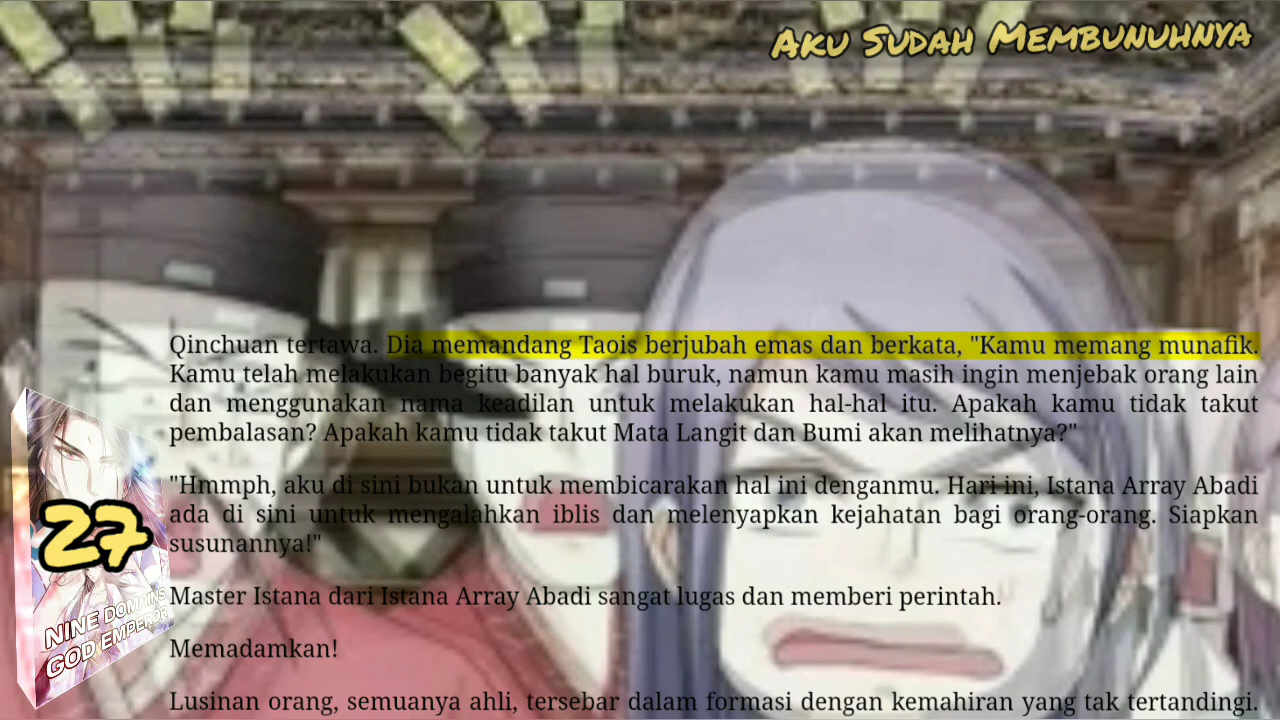 Aku Sudah Membunuhnya
Qinchuan tertawa. Dia memandang Taois berjubah emas dan berkata, "Kamu memang munafik.
Kamu telah melakukan begitu banyak hal buruk, namun kamu masih ingin menjebak orang lain
dan menggunakan nama keadilan untuk melakukan hal-hal itu. Apakah kamu tidak takut
pembalasan? Apakah kamu tidak takut Mata Langit dan Bumi akan melihatnya?"
"Hmmph, aku di sini bukan untuk membicarakan hal ini denganmu. Hari ini, Istana Array Abadi
ada di sini untuk mengalahkan iblis dan melenyapkan kejahatan bagi orang-orang. Siapkan
susunannya!"
Master Istana dari Istana Array Abadi sangat lugas dan memberi perintah.
Memadamkan!
Lusinan orang, semuanya ahli, tersebar dalam formasi dengan kemahiran yang tak tertandingi.
27
NINE DOMAINS
GOD EMPEROR